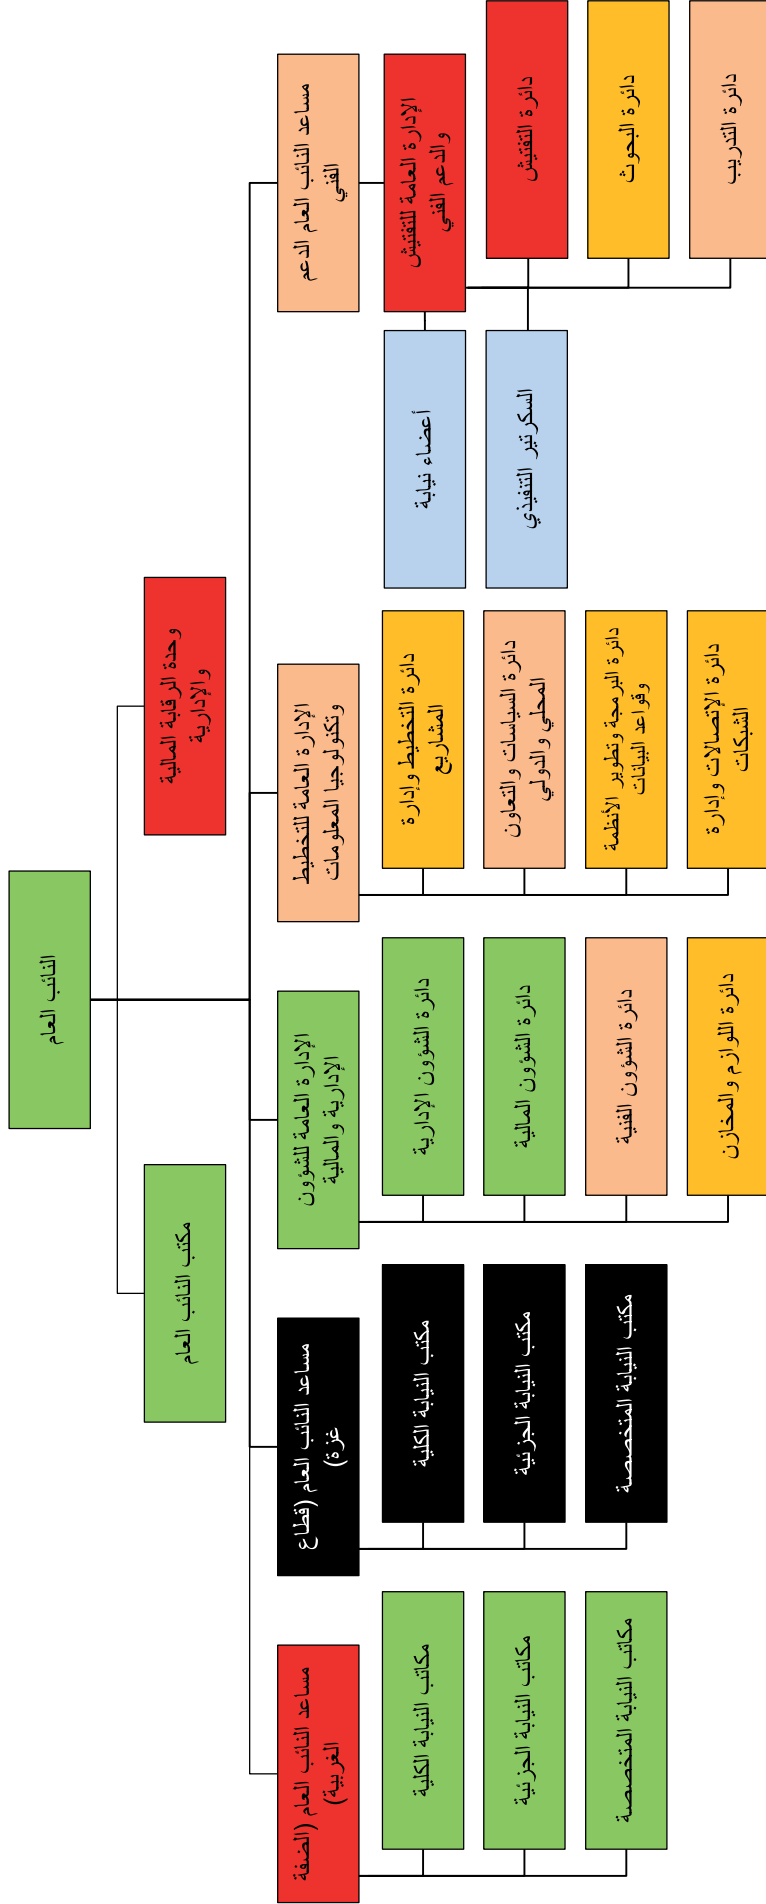 النائب العام
وحدة الرقابة المالية
والإدارية
مكتب النائب العام
مساعد النائب العام الدعم
الفني
الإدارة العامة للتفتيش
والدعم الفني
دائرة التفتيش
دائرة البحوث
دائرة التدريب
أعضاء نيابة
السكرتير التنفيذي
الإدارة العامة للتخطيط
وتكنولوجيا المعلومات
دائرة التخطيط وإدارة
المشاريع
دائرة السياسات والتعاون
المحلي والدولي
دائرة البرمجة وتطوير الأنظمة
وقواعد البيانات
دائرة الإتصالات وإدارة
الشبكات
الإدارة العامة للشؤون
الإدارية والمالية
دائرة الشؤون الإدارية
دائرة الشؤون المالية
دائرة الشؤون الفنية
دائرة اللوازم والمخازن
مساعد النائب العام (قطاع
غزة)
مكتب النيابة الكلية
مكتب النيابة الجزئية
مكتب النيابة المتخصصة
مساعد النائب العام (الضفة
الغربية)
مكاتب النيابة الكلية
مكاتب النيابة الجزئية
مكاتب النيابة المتخصصة